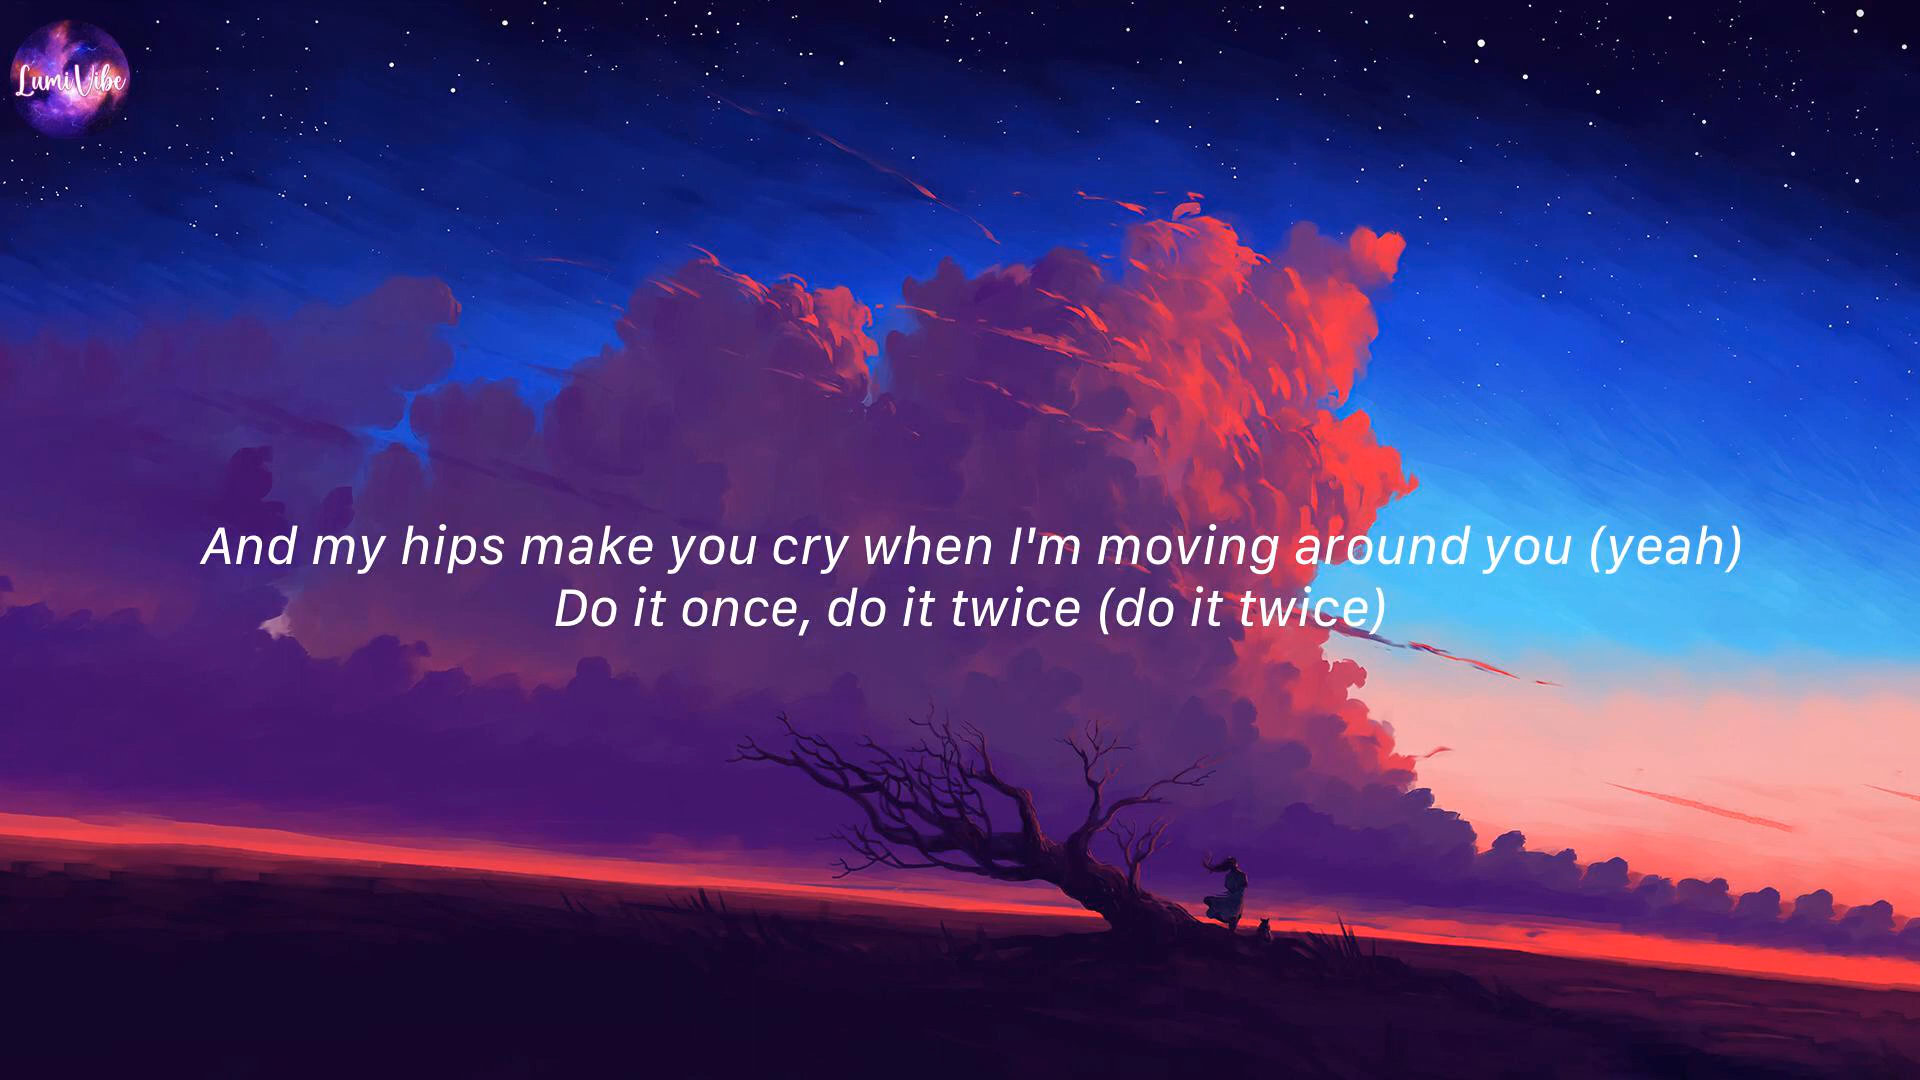 LumiVibe
And my hips make you cry when I'm moving around you (yeah)
Do it once, do it twice (do it twice)